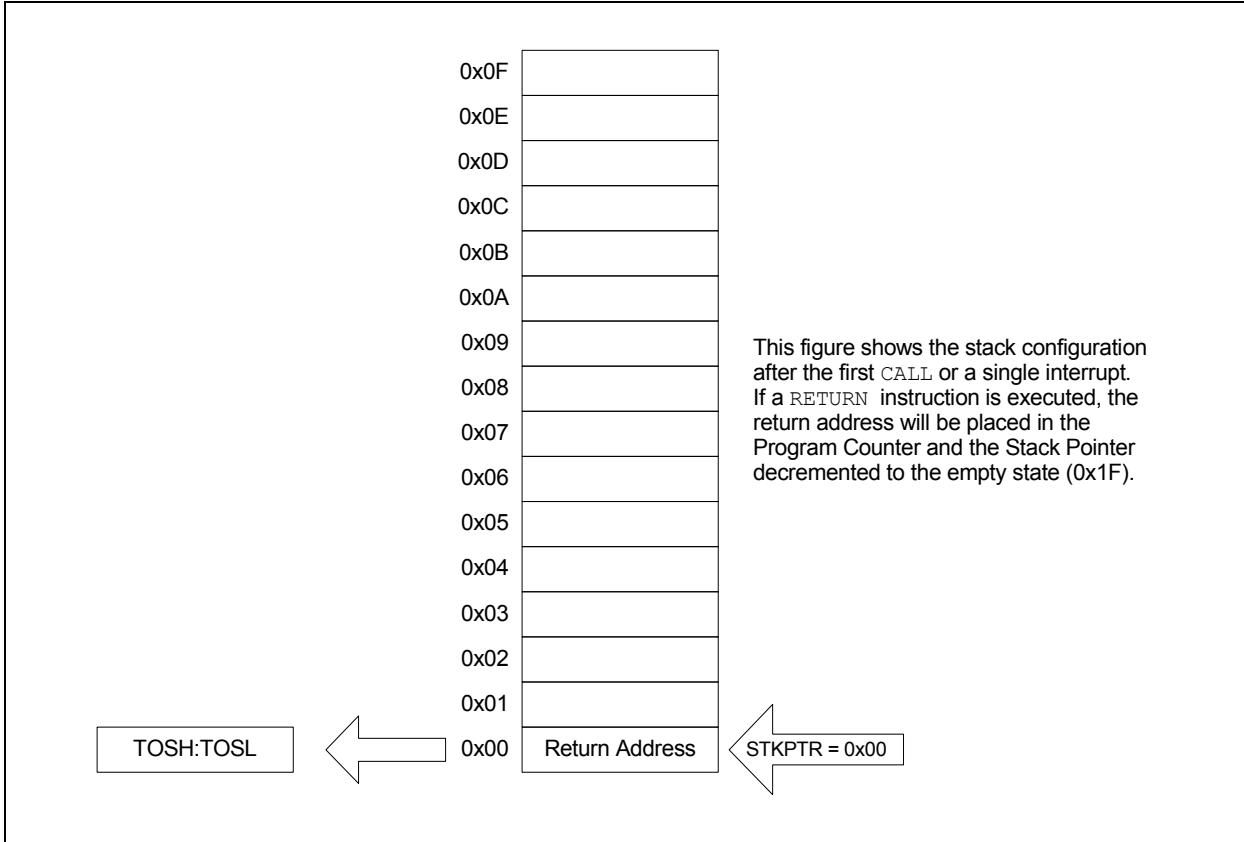 0x0F
0x0E
0x0D
0x0C
0x0B
0x0A
0x09
0x08
0x07
0x06
0x05
0x04
0x03
0x02
0x01
TOSH:TOSL
0x00
Return Address
STKPTR = 0x00
This figure shows the stack configuration
after the first CALL or a single interrupt.
If a RETURN instruction is executed, the
return address will be placed in the
Program Counter and the Stack Pointer
decremented to the empty state (0x1F).